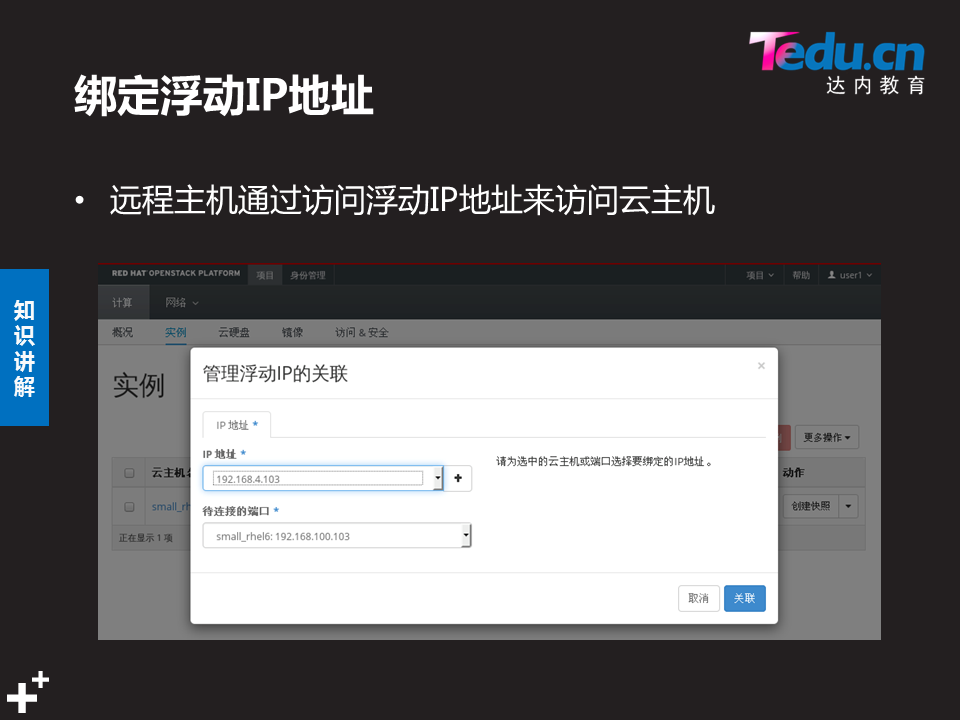 Tedu.cn
达内教育
绑定浮动IP地址
• 远程主机通过访问浮动IP地址来访问云主机
知识讲解
RED HAT OPENSTACK PLATFORM 项目 身份管理 项目 帮助 user1
计算 网络
概况 实例 云硬盘 镜像 访问 & 安全
管理浮动IP的关联 ×
实例
IP 地址 *
更多操作
IP 地址 *
请为选中的云主机或端口选择要绑定的IP地址 。
云主机名 动作
192.168.4.103 +
待连接的端口 *
small_rh 创建快照
small_rhel6: 192.168.100.103
正在显示 1 项
取消 关联